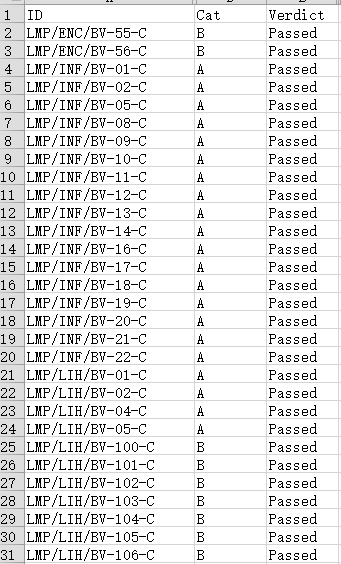 1 ID Cat Verdict
2 LMP/ENC/BV-55-C B Passed
3 LMP/ENC/BV-56-C B Passed
4 LMP/INF/BV-01-C A Passed
5 LMP/INF/BV-02-C A Passed
6 LMP/INF/BV-05-C A Passed
7 LMP/INF/BV-08-C A Passed
8 LMP/INF/BV-09-C A Passed
9 LMP/INF/BV-10-C A Passed
10 LMP/INF/BV-11-C A Passed
11 LMP/INF/BV-12-C A Passed
12 LMP/INF/BV-13-C A Passed
13 LMP/INF/BV-14-C A Passed
14 LMP/INF/BV-16-C A Passed
15 LMP/INF/BV-17-C A Passed
16 LMP/INF/BV-18-C A Passed
17 LMP/INF/BV-19-C A Passed
18 LMP/INF/BV-20-C A Passed
19 LMP/INF/BV-21-C A Passed
20 LMP/INF/BV-22-C A Passed
21 LMP/LIH/BV-01-C A Passed
22 LMP/LIH/BV-02-C A Passed
23 LMP/LIH/BV-04-C A Passed
24 LMP/LIH/BV-05-C A Passed
25 LMP/LIH/BV-100-C B Passed
26 LMP/LIH/BV-101-C B Passed
27 LMP/LIH/BV-102-C B Passed
28 LMP/LIH/BV-103-C B Passed
29 LMP/LIH/BV-104-C B Passed
30 LMP/LIH/BV-105-C B Passed
31 LMP/LIH/BV-106-C B Passed